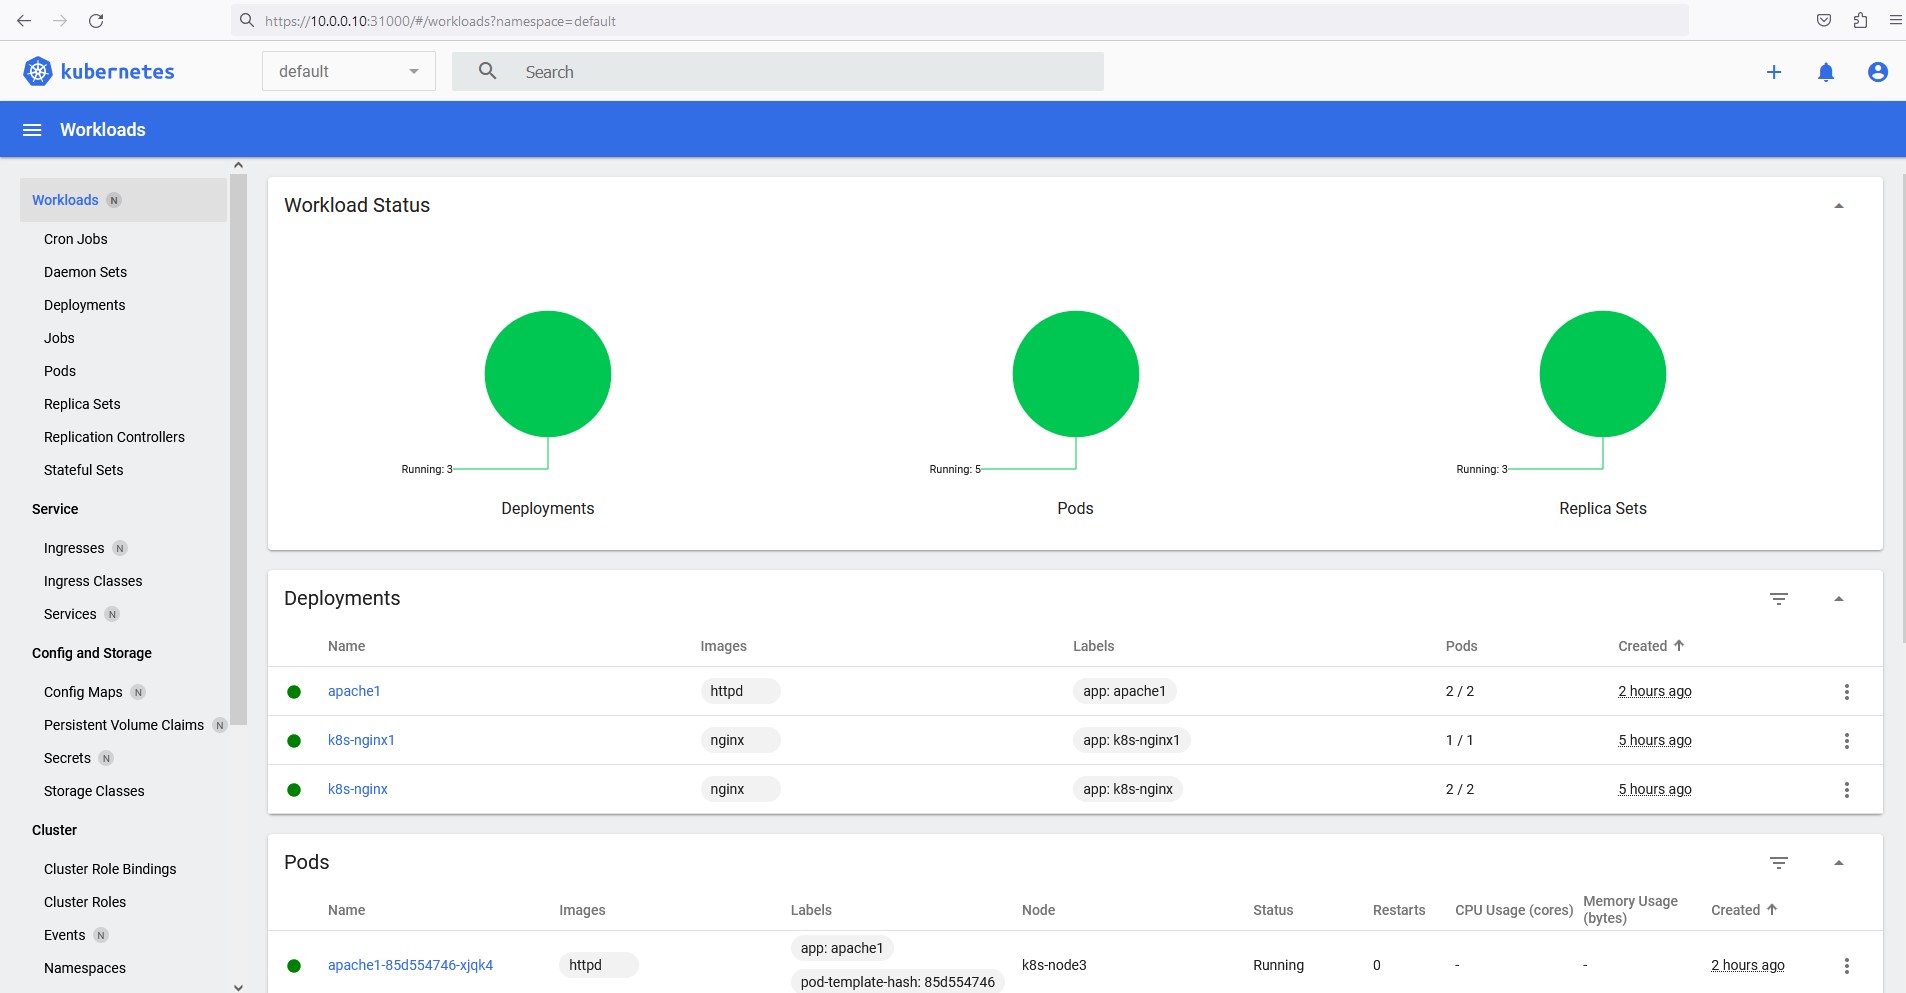 https://10.0.0.10:31000/#/workloads?namespace=default
kubernetes
default
Search
Workloads
Workloads N
Cron Jobs
Daemon Sets
Deployments
Jobs
Pods
Replica Sets
Replication Controllers
Stateful Sets
Service
Ingresses N
Ingress Classes
Services N
Config and Storage
Config Maps N
Persistent Volume Claims N
Secrets N
Storage Classes
Cluster
Cluster Role Bindings
Cluster Roles
Events N
Namespaces
Workload Status
Running: 3 Running: 5 Running: 3
Deployments Pods Replica Sets
Deployments
Name Images Labels Pods Created
apache1 httpd app: apache1 2 / 2 2 hours ago
k8s-nginx1 nginx app: k8s-nginx1 1 / 1 5 hours ago
k8s-nginx nginx app: k8s-nginx 2 / 2 5 hours ago
Pods
Name Images Labels Node Status Restarts CPU Usage (cores) Memory Usage (bytes) Created
apache1-85d554746-xjqk4 httpd app: apache1 k8s-node3 Running 0 - - 2 hours ago
pod-template-hash: 85d554746